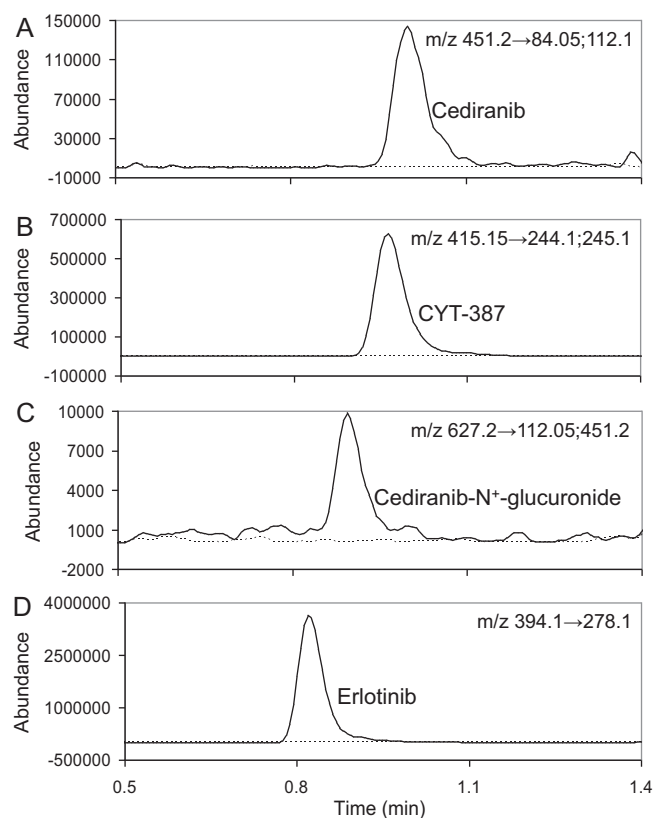 A
Abundance
150000
110000
70000
30000
-10000
m/z 451.2→84.05;112.1
Cediranib
B
Abundance
700000
500000
300000
100000
-100000
m/z 415.15→244.1;245.1
CYT-387
C
Abundance
10000
7000
4000
1000
-2000
m/z 627.2→112.05;451.2
Cediranib-N⁺-glucuronide
D
Abundance
4000000
2500000
1000000
-500000
m/z 394.1→278.1
Erlotinib
0.5 0.8 1.1 1.4
Time (min)